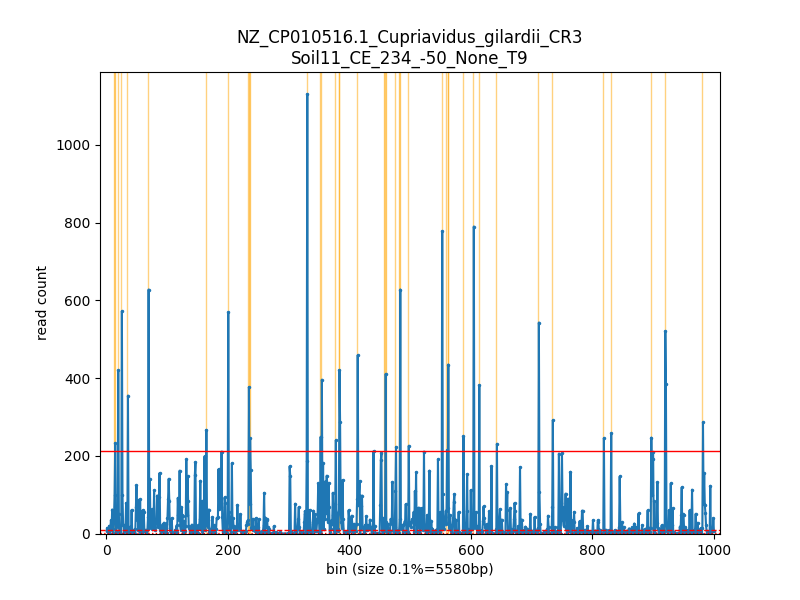 NZ_CP010516.1_Cupriavidus_gilardii_CR3
Soil11_CE_234_-50_None_T9
read count
1000
800
600
400
200
0
0 200 400 600 800 1000
bin (size 0.1%=5580bp)